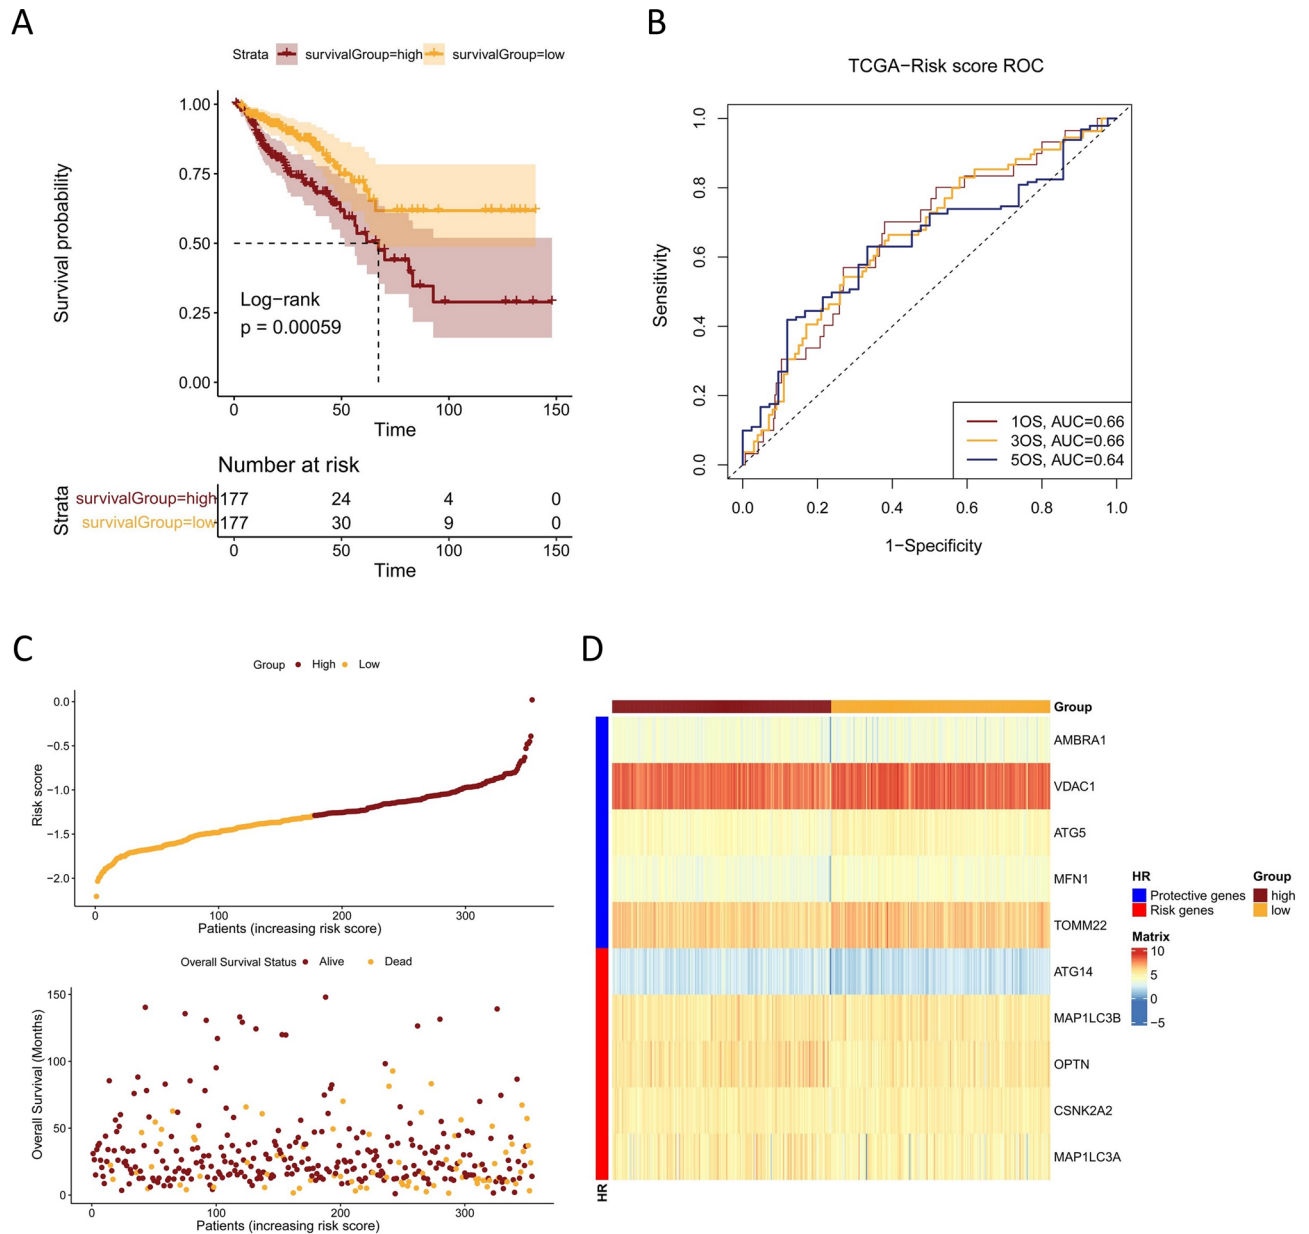 A
Strata survivalGroup=high survivalGroup=low
1.00
0.75
0.50
0.25
0.00
Survival probability
Log-rank
p = 0.00059
0 50 100 150
Time
Number at risk
Strata
survivalGroup=high 177 24 4 0
survivalGroup=low 177 30 9 0
0 50 100 150
Time
B
TCGA-Risk score ROC
Sensitivity
1.0
0.8
0.6
0.4
0.2
0.0
1OS, AUC=0.66
3OS, AUC=0.66
5OS, AUC=0.64
0.0 0.2 0.4 0.6 0.8 1.0
1-Specificity
C
Group High Low
0.0
-0.5
-1.0
-1.5
-2.0
Risk score
0 100 200 300
Patients (increasing risk score)
Overall Survival Status Alive Dead
150
100
50
0
Overall Survival (Months)
0 100 200 300
Patients (increasing risk score)
D
Group
AMBRA1
VDAC1
ATG5
MFN1
TOMM22
ATG14
MAP1LC3B
OPTN
CSNK2A2
MAP1LC3A
HR
HR
Protective genes
Risk genes
Group
high
low
Matrix
10
5
0
-5